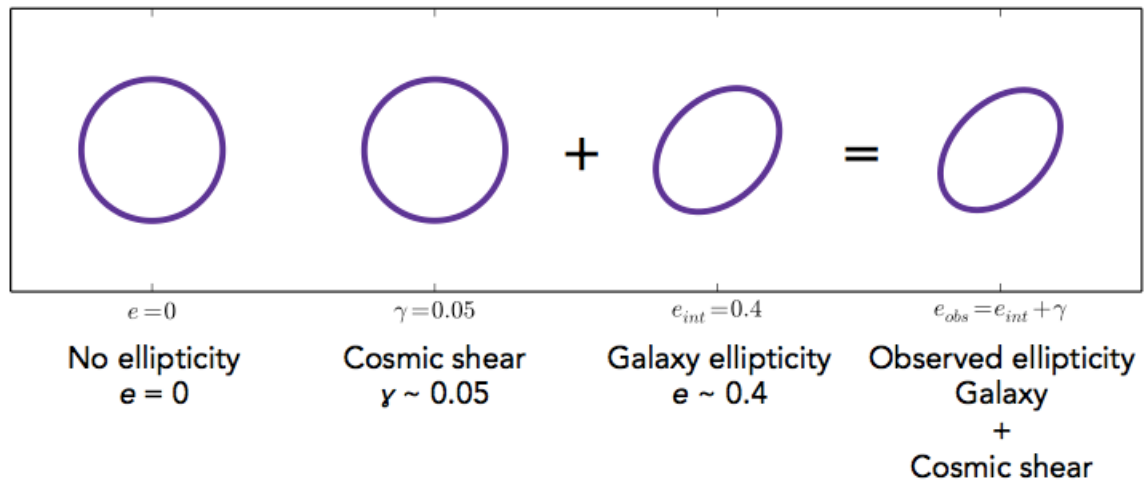 + =
e=0 γ=0.05 e_int=0.4 e_obs=e_int+γ
No ellipticity
e = 0
Cosmic shear
γ ~ 0.05
Galaxy ellipticity
e ~ 0.4
Observed ellipticity
Galaxy
+
Cosmic shear